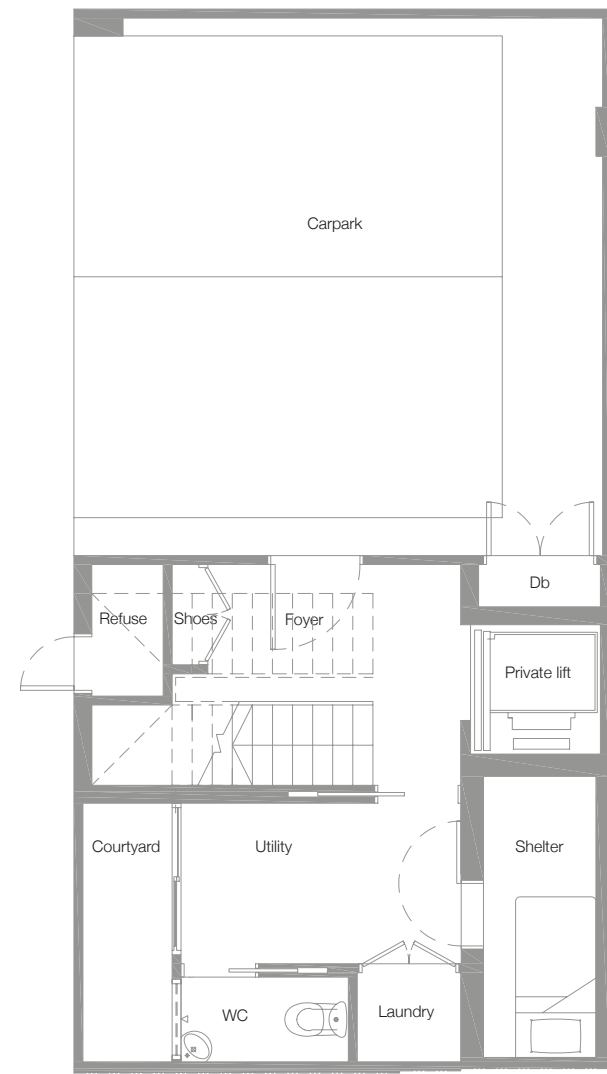 Carpark
Db
Refuse
Shoes
Foyer
Private lift
Courtyard
Utility
Shelter
WC
Laundry